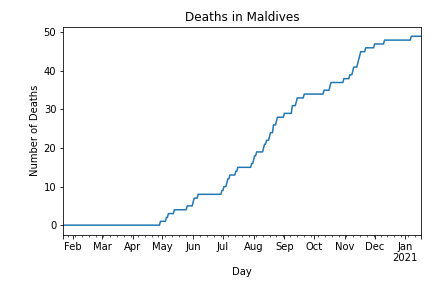 Deaths in Maldives
Number of Deaths
50
40
30
20
10
0
Feb Mar Apr May Jun Jul Aug Sep Oct Nov Dec Jan
2021
Day